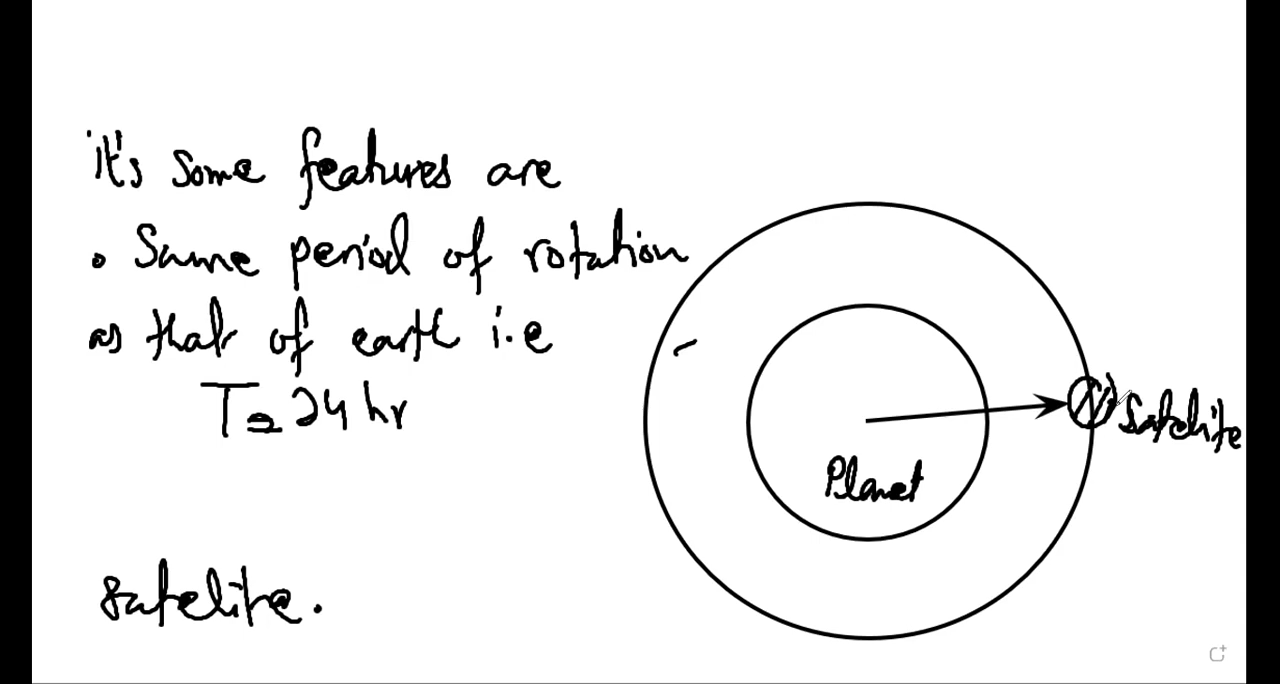 It's some features are
• Same period of rotation
as that of earth i.e
T = 24 hr
Satelite
Planet
satelite.